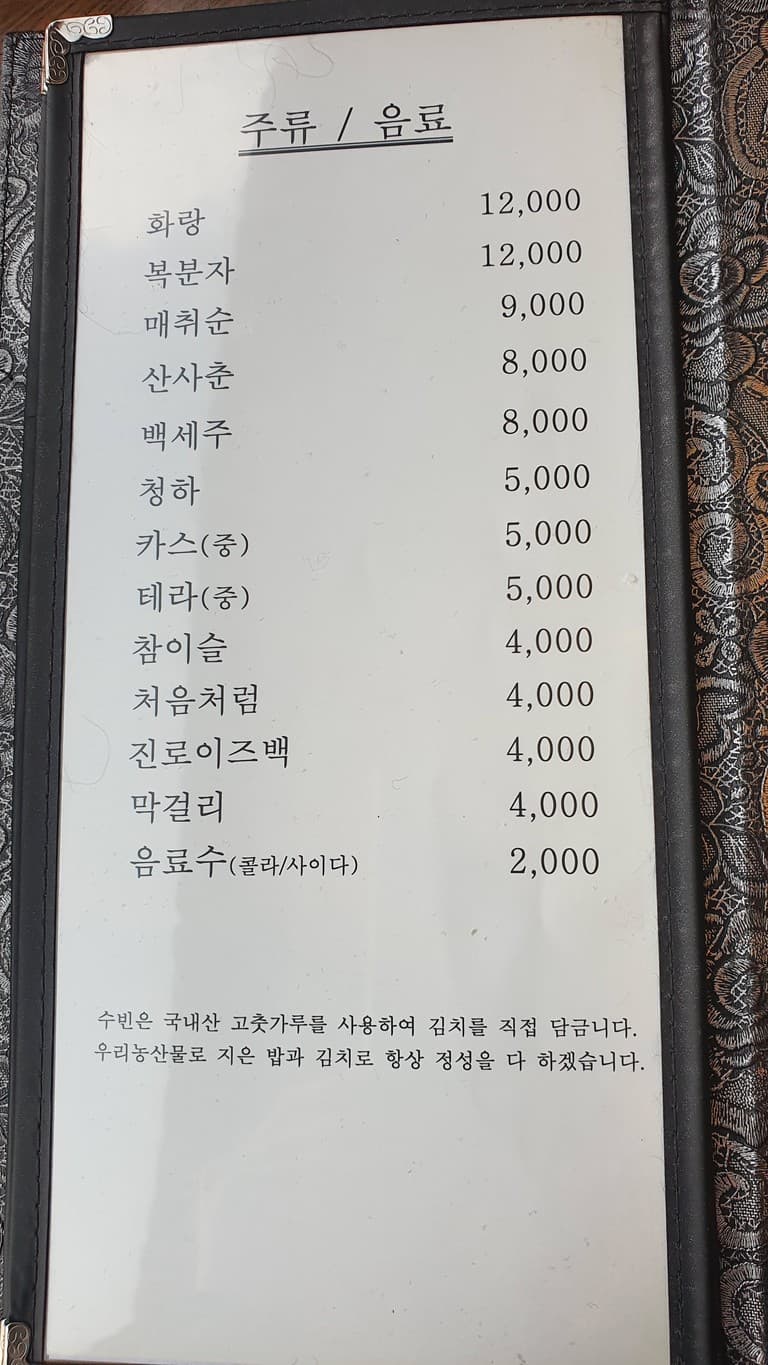 주류 / 음료
화랑 12,000
복분자 12,000
매취순 9,000
산사춘 8,000
백세주 8,000
청하 5,000
카스(중) 5,000
테라(중) 5,000
참이슬 4,000
처음처럼 4,000
진로이즈백 4,000
막걸리 4,000
음료수(콜라/사이다) 2,000
수빈은 국내산 고춧가루를 사용하여 김치를 직접 담금니다.
우리농산물로 지은 밥과 김치로 항상 정성을 다 하겠습니다.